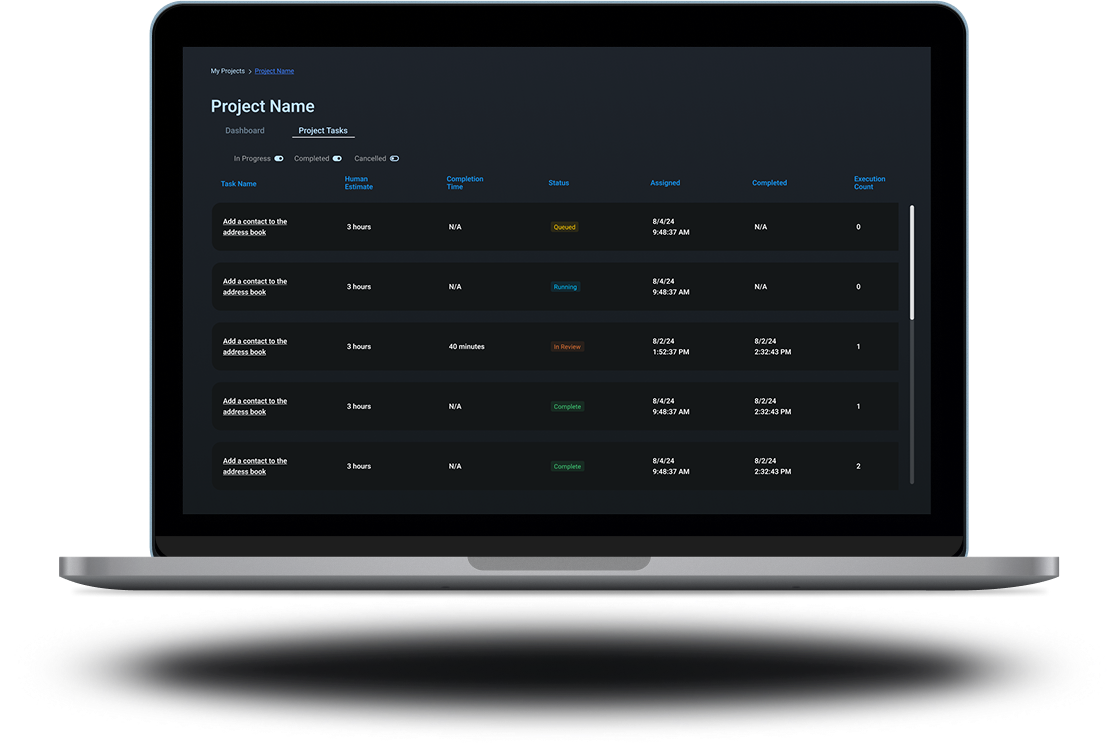 My Projects > Project Name
Project Name
Dashboard Project Tasks
In Progress Completed Cancelled
Task Name Human Estimate Completion Time Status Assigned Completed Execution Count
Add a contact to the address book 3 hours N/A Queued 8/4/24 9:48:37 AM N/A 0
Add a contact to the address book 3 hours N/A Running 8/4/24 9:48:37 AM N/A 0
Add a contact to the address book 3 hours 40 minutes In Review 8/2/24 1:52:37 PM 8/2/24 2:32:43 PM 1
Add a contact to the address book 3 hours N/A Complete 8/4/24 9:48:37 AM 8/2/24 2:32:43 PM 1
Add a contact to the address book 3 hours N/A Complete 8/4/24 9:48:37 AM 8/2/24 2:32:43 PM 2